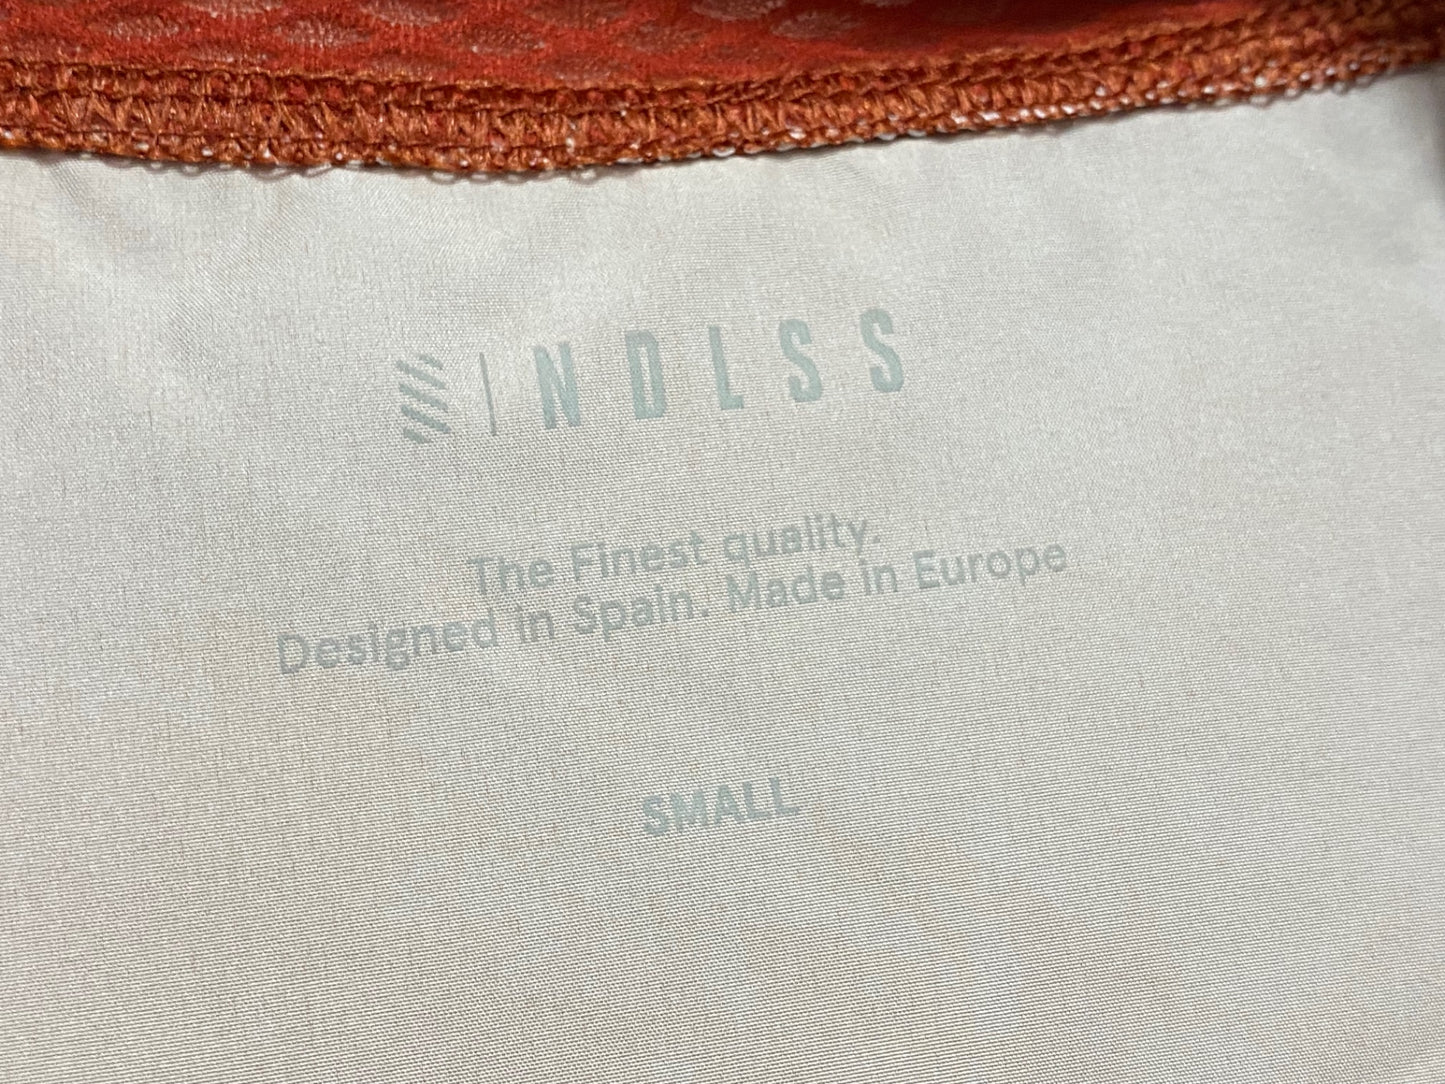 NDLSS
The Finest quality.
Designed in Spain. Made in Europe
SMALL